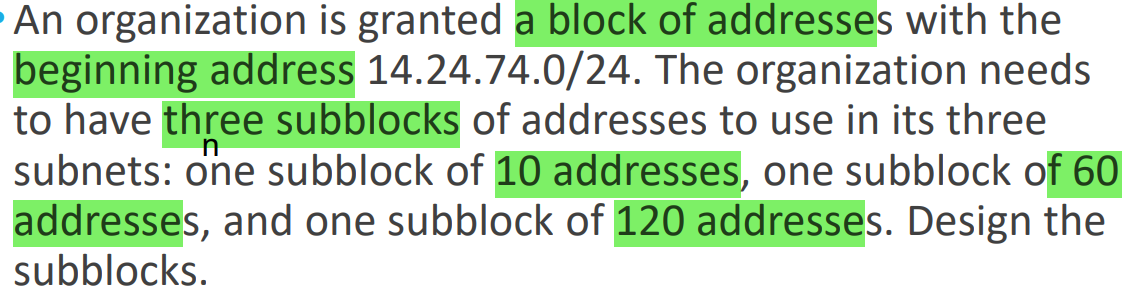 • An organization is granted a block of addresses with the
beginning address 14.24.74.0/24. The organization needs
to have three subblocks of addresses to use in its three
n
subnets: one subblock of 10 addresses, one subblock of 60
addresses, and one subblock of 120 addresses. Design the
subblocks.